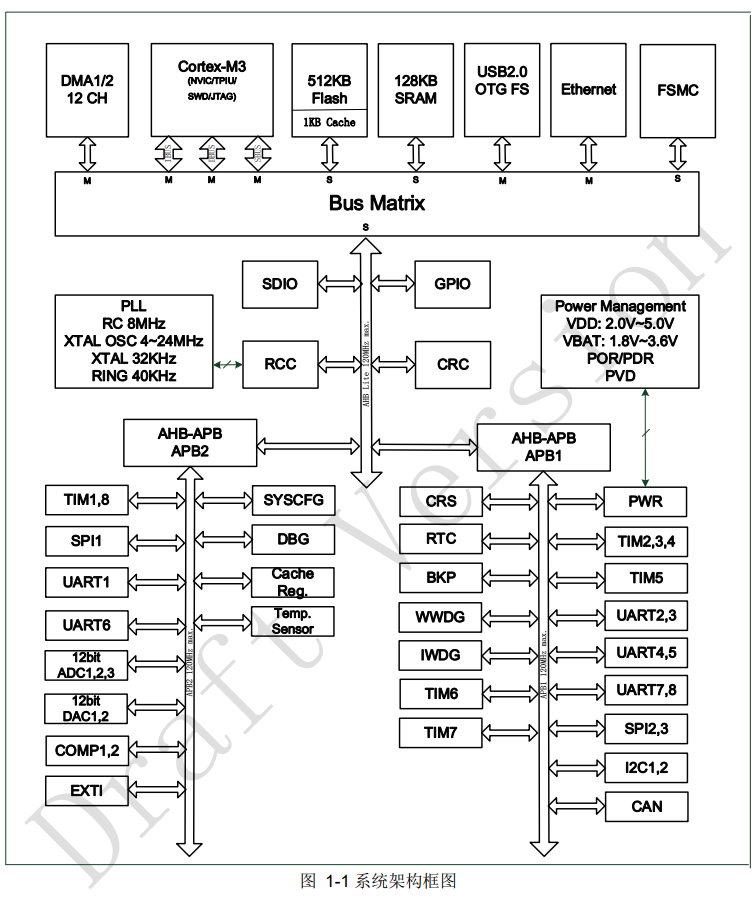 DMA1/2
12 CH
Cortex-M3
(NVIC/TPIU/
SWD/JTAG)
512KB
Flash
1KB Cache
128KB
SRAM
USB2.0
OTG FS
Ethernet
FSMC
IBUS
DBUS
SBUS
M
M
M
M
S
S
M
M
S
Bus Matrix
S
SDIO
GPIO
PLL
RC 8MHz
XTAL OSC 4~24MHz
XTAL 32KHz
RING 40KHz
RCC
CRC
AHB Lite 120MHz max.
Power Management
VDD: 2.0V~5.0V
VBAT: 1.8V~3.6V
POR/PDR
PVD
AHB-APB
APB2
AHB-APB
APB1
TIM1,8
SYSCFG
SPI1
DBG
UART1
Cache
Reg.
UART6
Temp.
Sensor
12bit
ADC1,2,3
12bit
DAC1,2
COMP1,2
EXTI
APB2 120MHz max.
CRS
PWR
RTC
TIM2,3,4
BKP
TIM5
WWDG
UART2,3
IWDG
UART4,5
TIM6
UART7,8
TIM7
SPI2,3
I2C1,2
CAN
APB1 120MHz max.
Draft Version
图 1-1 系统架构框图